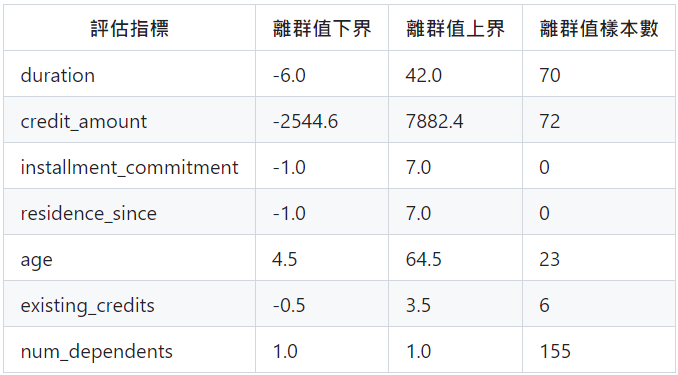 評估指標 離群值下界 離群值上界 離群值樣本數
duration -6.0 42.0 70
credit_amount -2544.6 7882.4 72
installment_commitment -1.0 7.0 0
residence_since -1.0 7.0 0
age 4.5 64.5 23
existing_credits -0.5 3.5 6
num_dependents 1.0 1.0 155